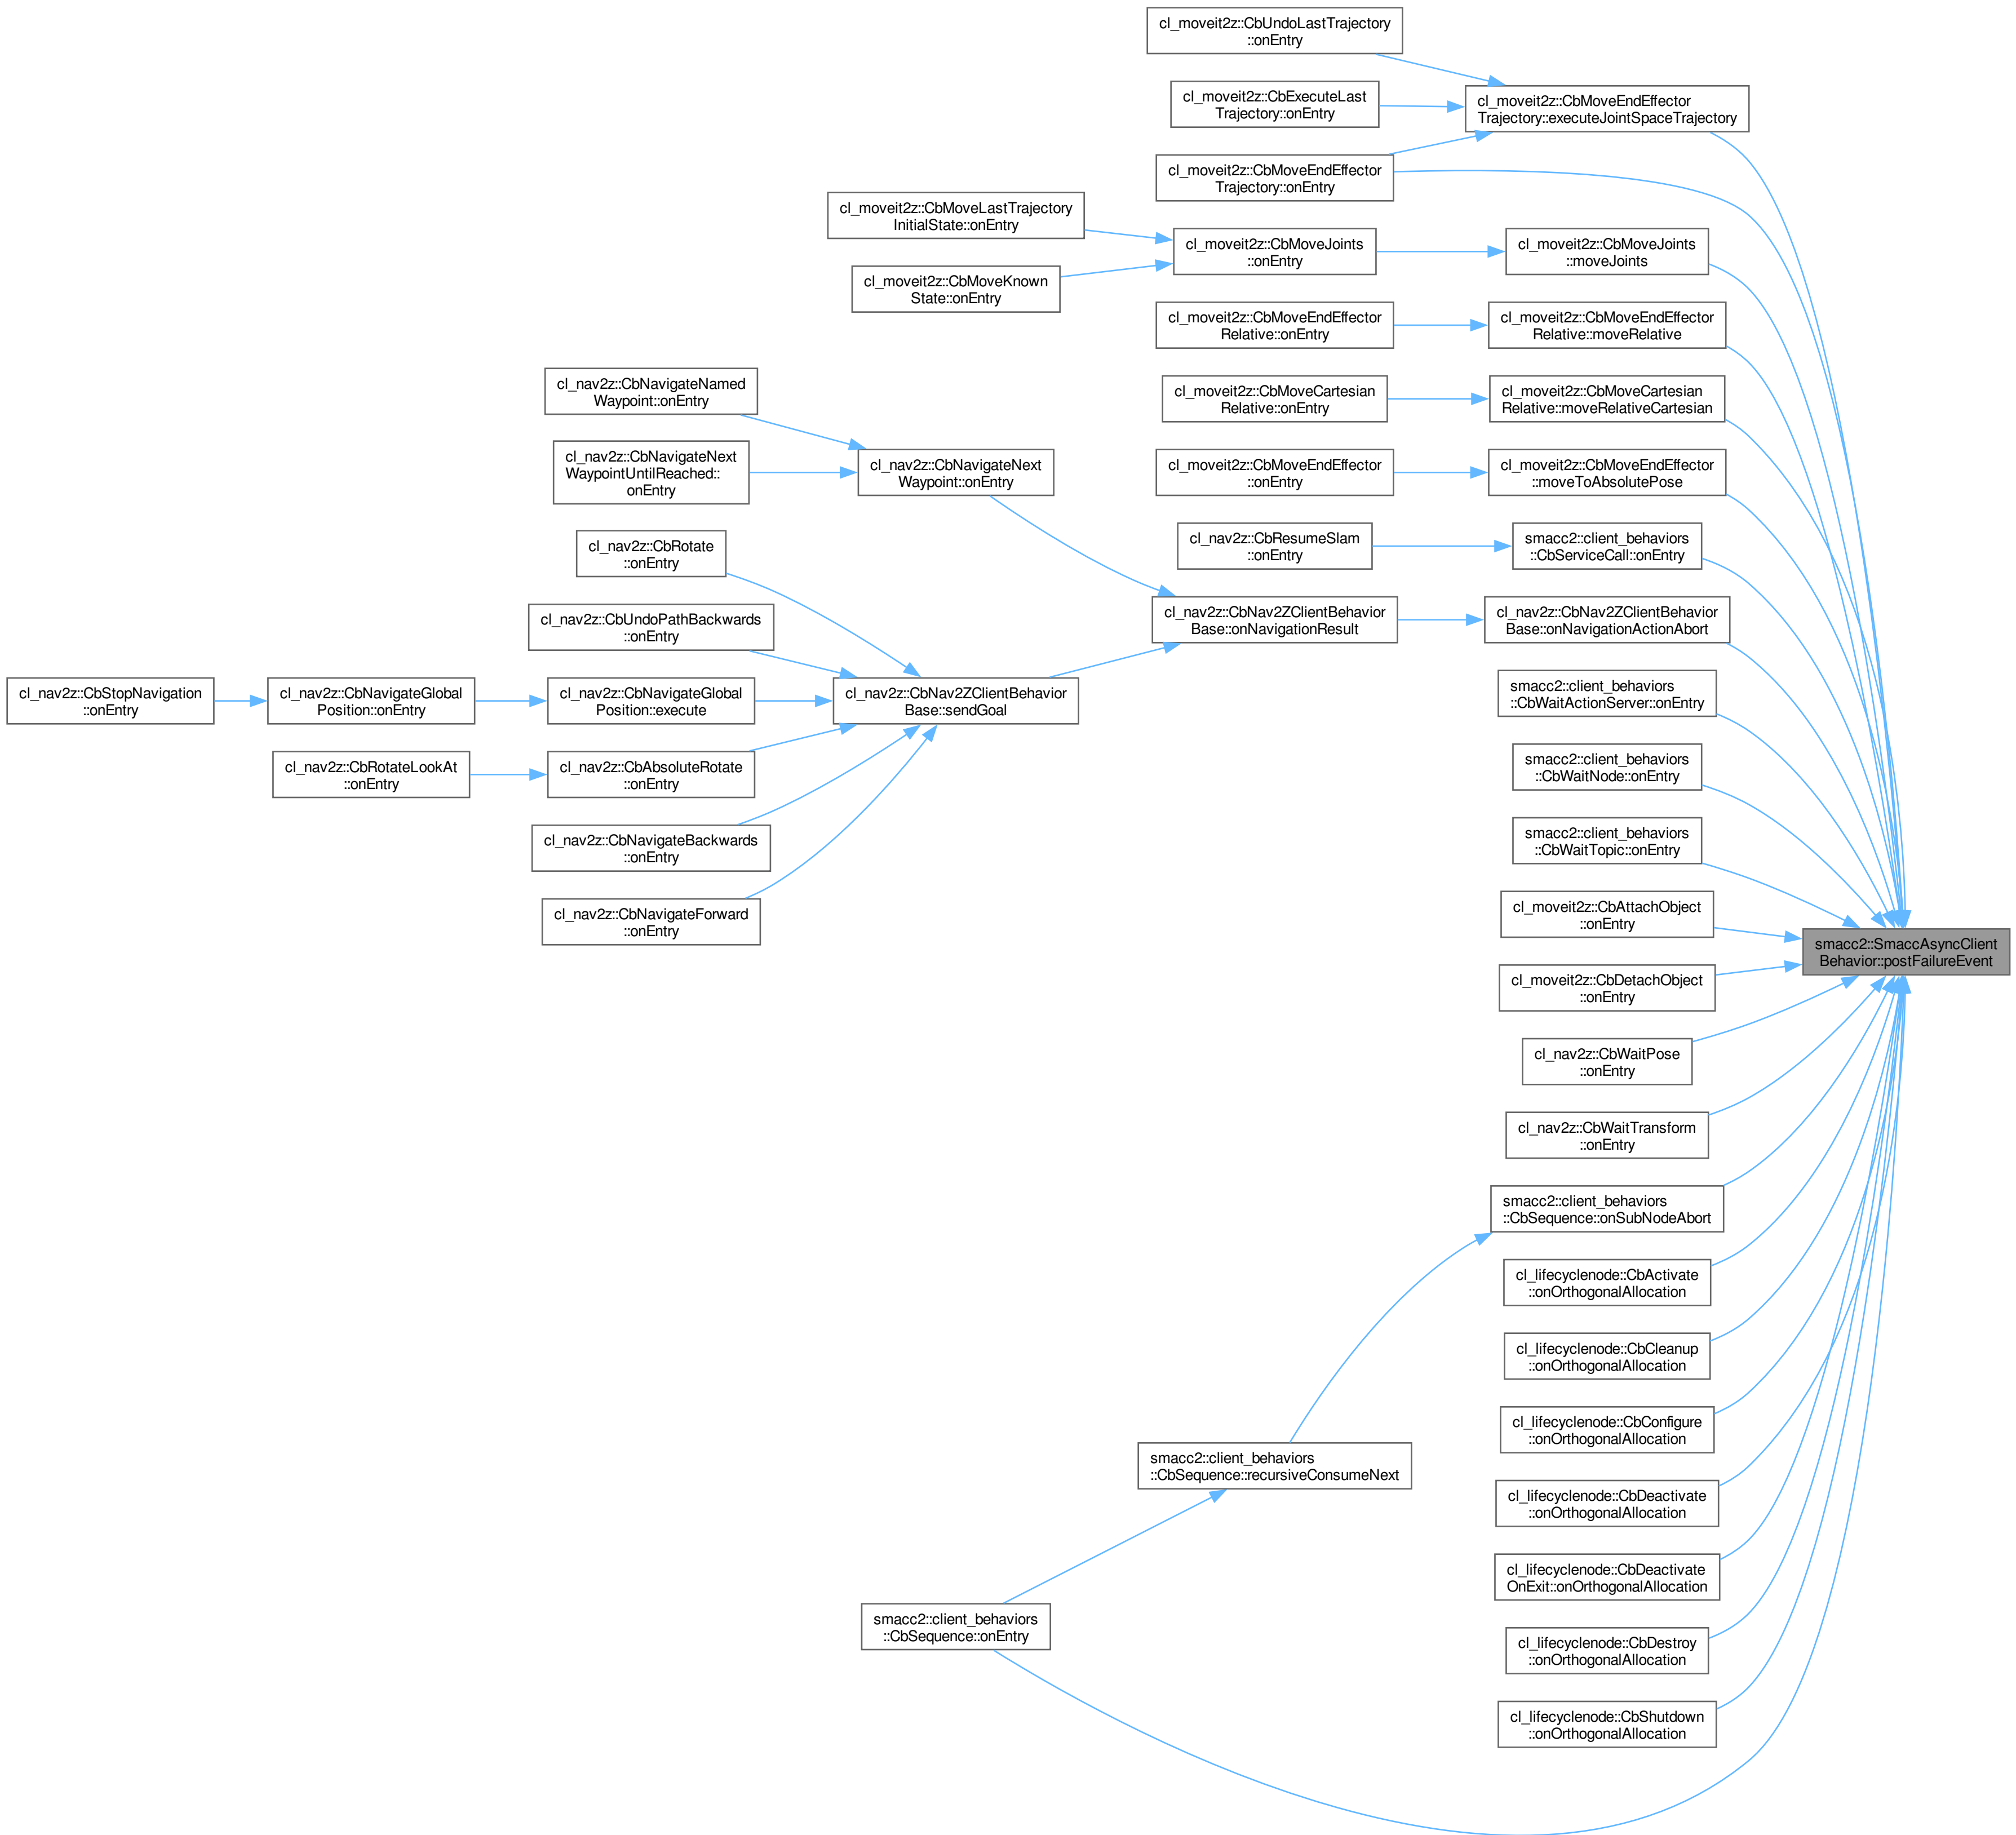 cl_moveit2z::CbUndoLastTrajectory
::onEntry
cl_moveit2z::CbExecuteLast
Trajectory::onEntry
cl_moveit2z::CbMoveEndEffector
Trajectory::executeJointSpaceTrajectory
cl_moveit2z::CbMoveEndEffector
Trajectory::onEntry
cl_moveit2z::CbMoveLastTrajectory
InitialState::onEntry
cl_moveit2z::CbMoveKnown
State::onEntry
cl_moveit2z::CbMoveJoints
::onEntry
cl_moveit2z::CbMoveJoints
::moveJoints
cl_moveit2z::CbMoveEndEffector
Relative::onEntry
cl_moveit2z::CbMoveEndEffector
Relative::moveRelative
cl_moveit2z::CbMoveCartesian
Relative::onEntry
cl_moveit2z::CbMoveCartesian
Relative::moveRelativeCartesian
cl_moveit2z::CbMoveEndEffector
::onEntry
cl_moveit2z::CbMoveEndEffector
::moveToAbsolutePose
cl_nav2z::CbNavigateNamed
Waypoint::onEntry
cl_nav2z::CbNavigateNext
WaypointUntilReached::
onEntry
cl_nav2z::CbNavigateNext
Waypoint::onEntry
cl_nav2z::CbResumeSlam
::onEntry
smacc2::client_behaviors
::CbServiceCall::onEntry
cl_nav2z::CbRotate
::onEntry
cl_nav2z::CbUndoPathBackwards
::onEntry
cl_nav2z::CbNav2ZClientBehavior
Base::onNavigationResult
cl_nav2z::CbNav2ZClientBehavior
Base::onNavigationActionAbort
cl_nav2z::CbStopNavigation
::onEntry
cl_nav2z::CbNavigateGlobal
Position::onEntry
cl_nav2z::CbNavigateGlobal
Position::execute
cl_nav2z::CbNav2ZClientBehavior
Base::sendGoal
smacc2::client_behaviors
::CbWaitActionServer::onEntry
cl_nav2z::CbRotateLookAt
::onEntry
cl_nav2z::CbAbsoluteRotate
::onEntry
smacc2::client_behaviors
::CbWaitNode::onEntry
cl_nav2z::CbNavigateBackwards
::onEntry
smacc2::client_behaviors
::CbWaitTopic::onEntry
cl_nav2z::CbNavigateForward
::onEntry
cl_moveit2z::CbAttachObject
::onEntry
smacc2::SmaccAsyncClient
Behavior::postFailureEvent
cl_moveit2z::CbDetachObject
::onEntry
cl_nav2z::CbWaitPose
::onEntry
cl_nav2z::CbWaitTransform
::onEntry
smacc2::client_behaviors
::CbSequence::onSubNodeAbort
cl_lifecyclenode::CbActivate
::onOrthogonalAllocation
cl_lifecyclenode::CbCleanup
::onOrthogonalAllocation
cl_lifecyclenode::CbConfigure
::onOrthogonalAllocation
smacc2::client_behaviors
::CbSequence::recursiveConsumeNext
cl_lifecyclenode::CbDeactivate
::onOrthogonalAllocation
cl_lifecyclenode::CbDeactivate
OnExit::onOrthogonalAllocation
smacc2::client_behaviors
::CbSequence::onEntry
cl_lifecyclenode::CbDestroy
::onOrthogonalAllocation
cl_lifecyclenode::CbShutdown
::onOrthogonalAllocation